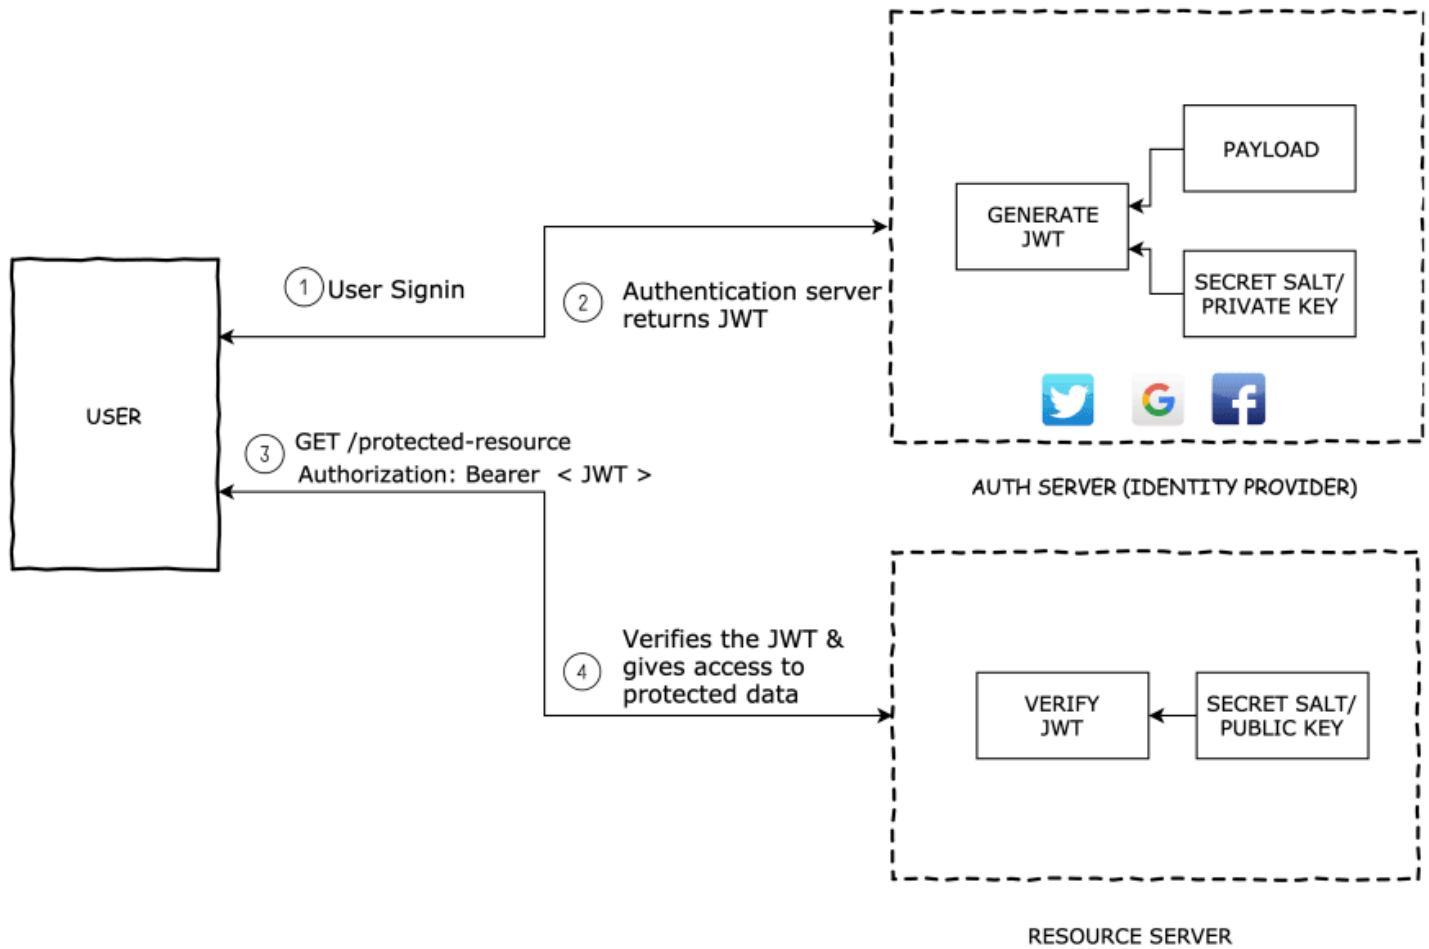 PAYLOAD
GENERATE
JWT
SECRET SALT/
PRIVATE KEY
1 User Signin
2 Authentication server
returns JWT
USER
3 GET /protected-resource
Authorization: Bearer < JWT >
AUTH SERVER (IDENTITY PROVIDER)
4 Verifies the JWT &
gives access to
protected data
VERIFY
JWT
SECRET SALT/
PUBLIC KEY
RESOURCE SERVER